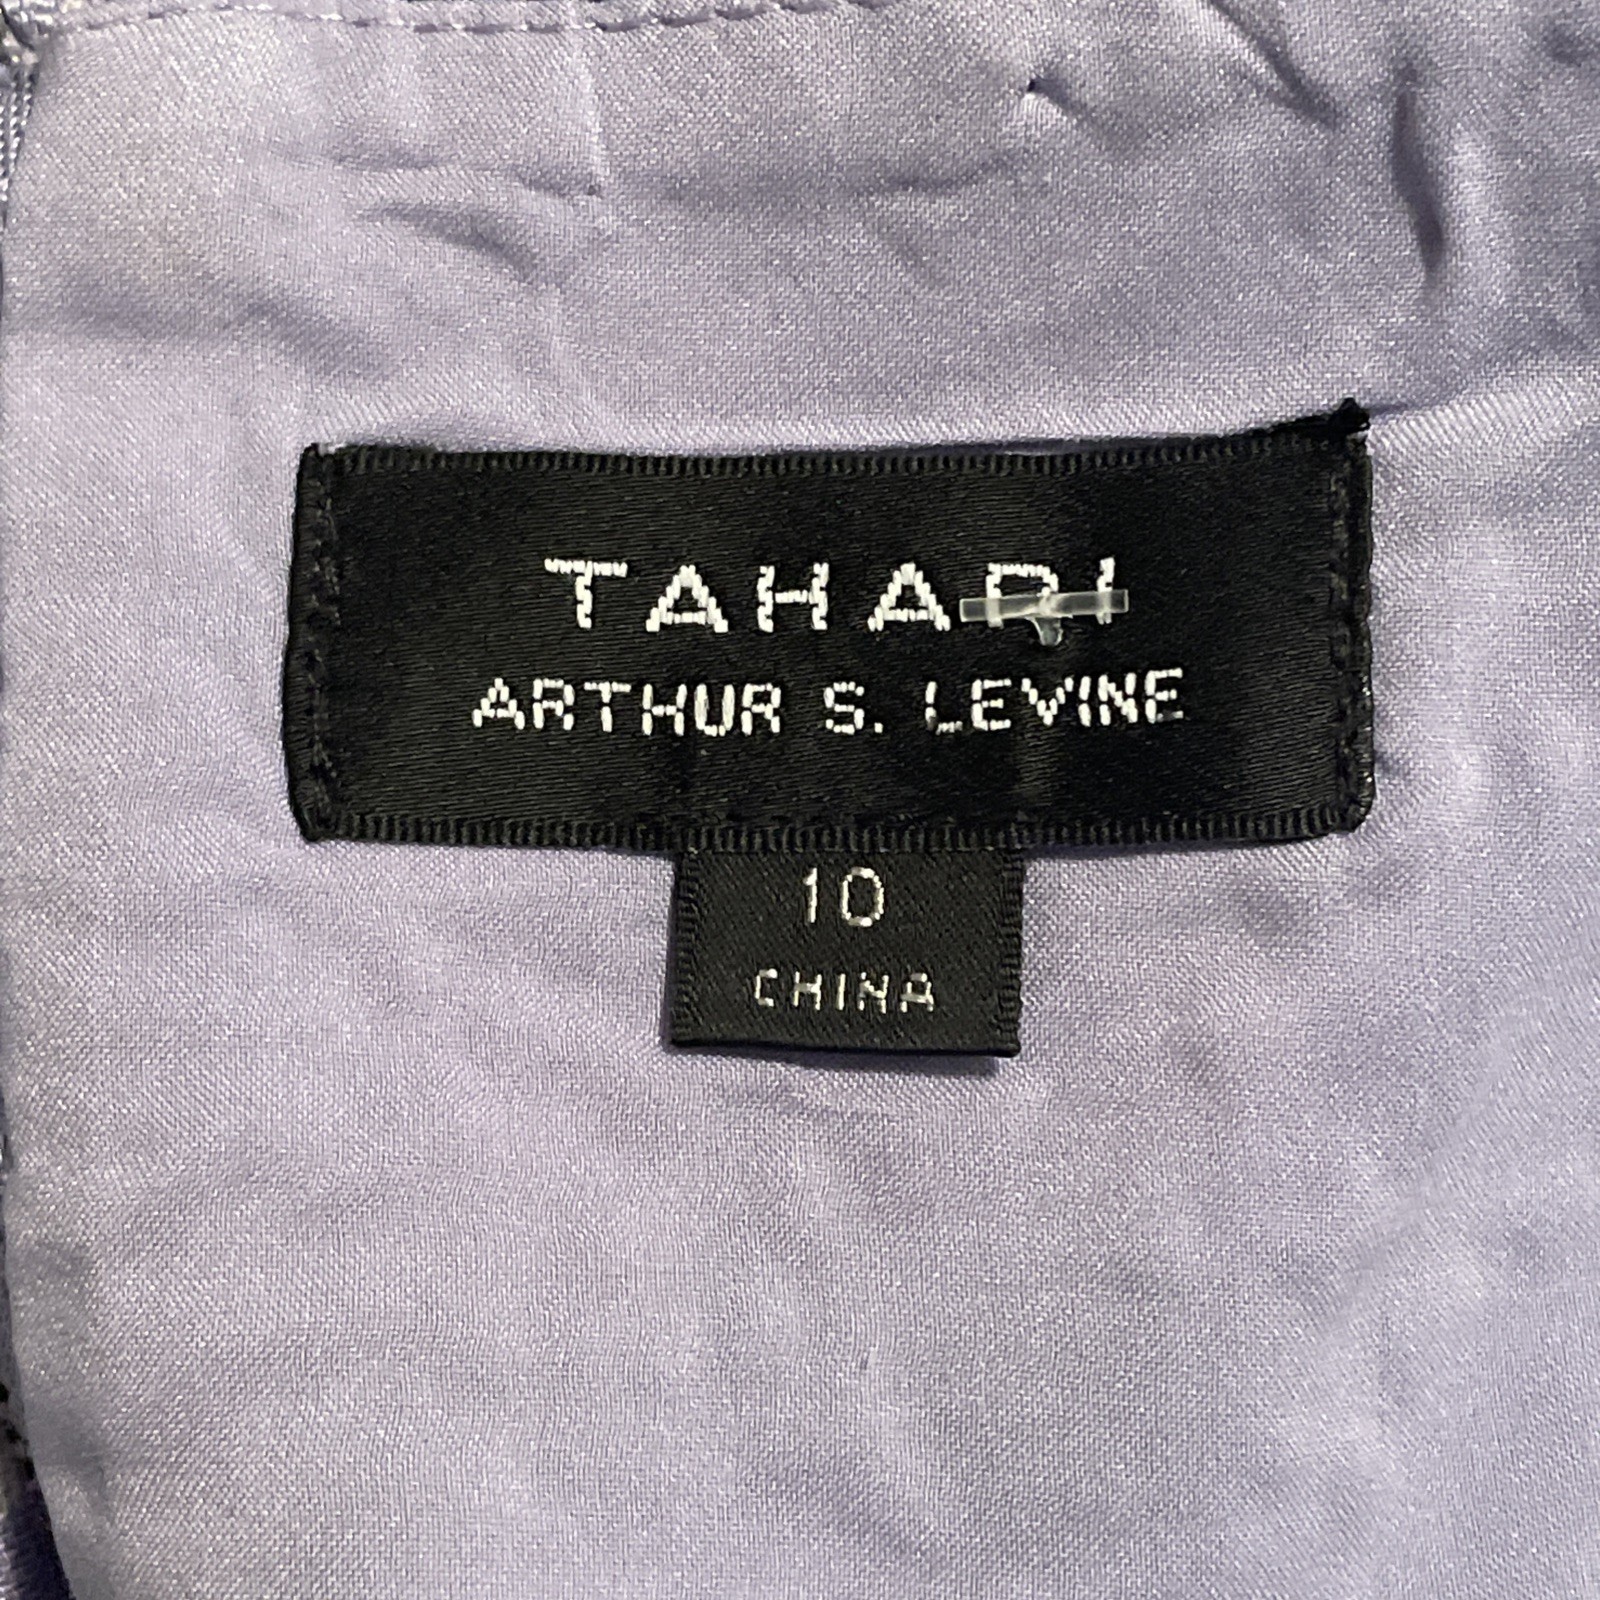 TAHARI
ARTHUR S. LEVINE
10
CHINA